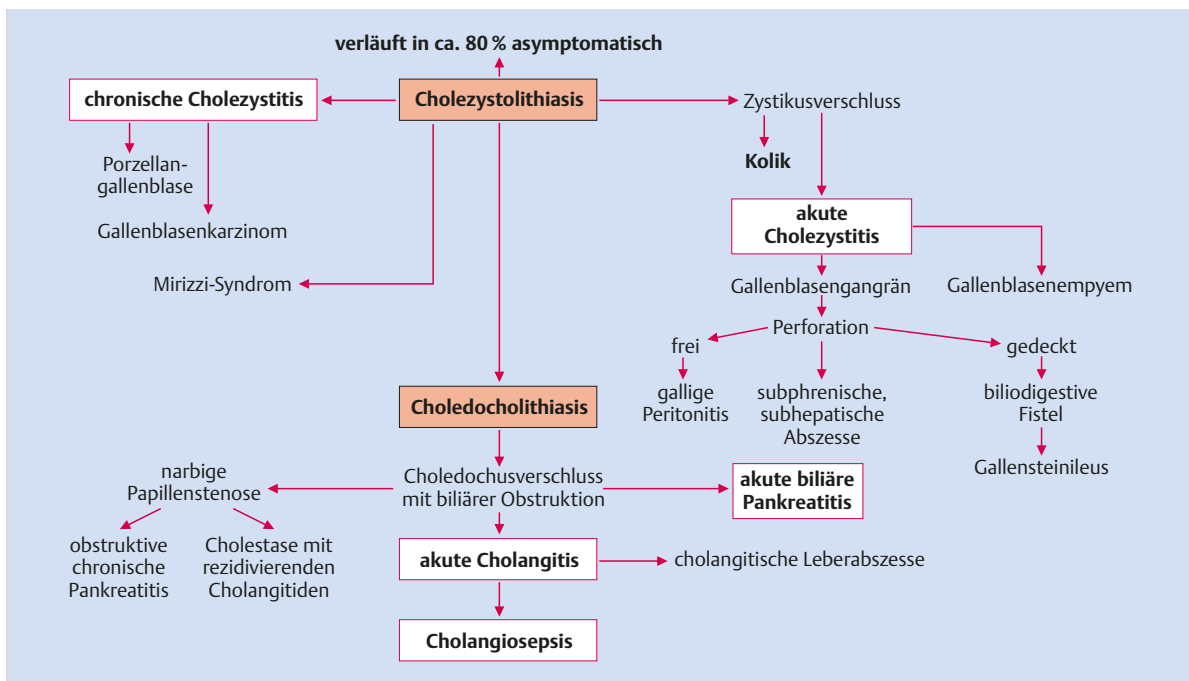 verläuft in ca. 80 % asymptomatisch
chronische Cholezystitis
Cholezystolithiasis
Zystikusverschluss
Porzellan-
gallenblase
Kolik
Gallenblasenkarzinom
akute
Cholezystitis
Mirizzi-Syndrom
Gallenblasengangrän
Gallenblasenempyem
Perforation
frei
gedeckt
gallige
Peritonitis
subphrenische,
subhepatische
Abszesse
biliodigestive
Fistel
Gallensteinileus
Choledocholithiasis
narbige
Papillenstenose
Choledochusverschluss
mit biliärer Obstruktion
akute biliäre
Pankreatitis
obstruktive
chronische
Pankreatitis
Cholestase mit
rezidivierenden
Cholangitiden
akute Cholangitis
cholangitische Leberabszesse
Cholangiosepsis